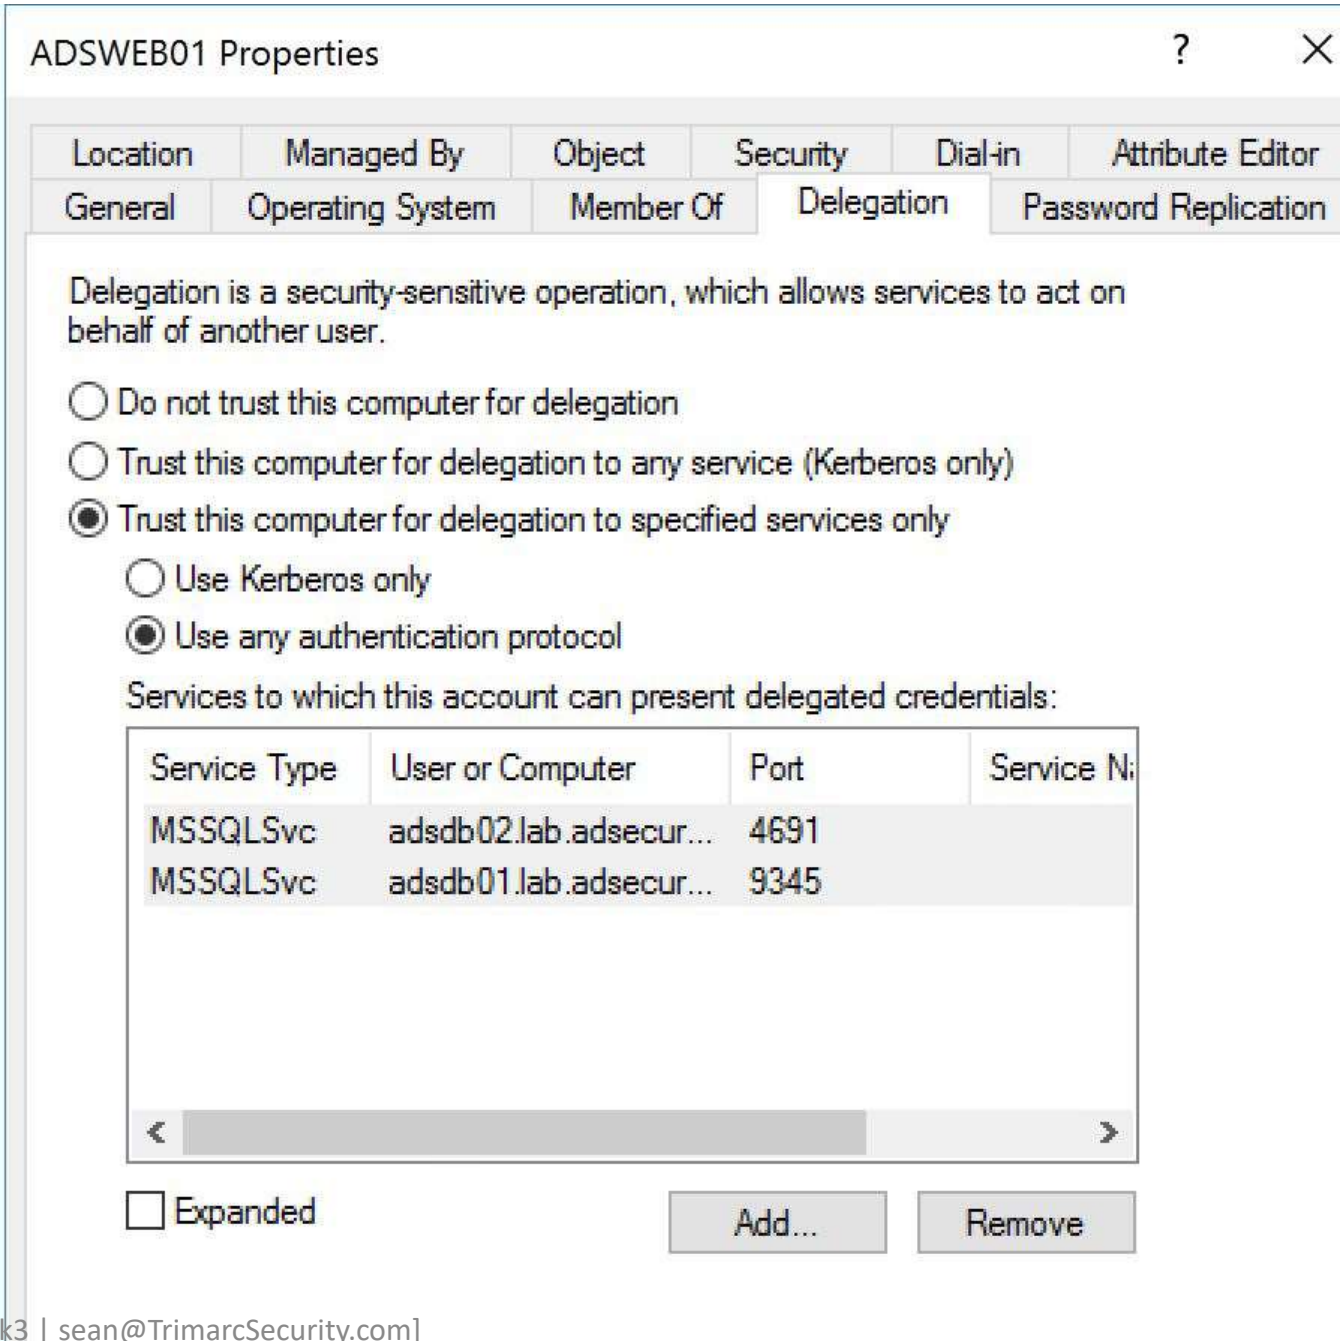 ADSWEB01 Properties ? X
Location Managed By Object Security Dial-in Attribute Editor
General Operating System Member Of Delegation Password Replication
Delegation is a security-sensitive operation, which allows services to act on
behalf of another user.
Do not trust this computer for delegation
Trust this computer for delegation to any service (Kerberos only)
Trust this computer for delegation to specified services only
Use Kerberos only
Use any authentication protocol
Services to which this account can present delegated credentials:
Service Type User or Computer Port Service Na
MSSQLSvc adsdb02.lab.adsecur... 4691
MSSQLSvc adsdb01.lab.adsecur... 9345
Expanded Add... Remove
k3 | sean@TrimarcSecurity.com]